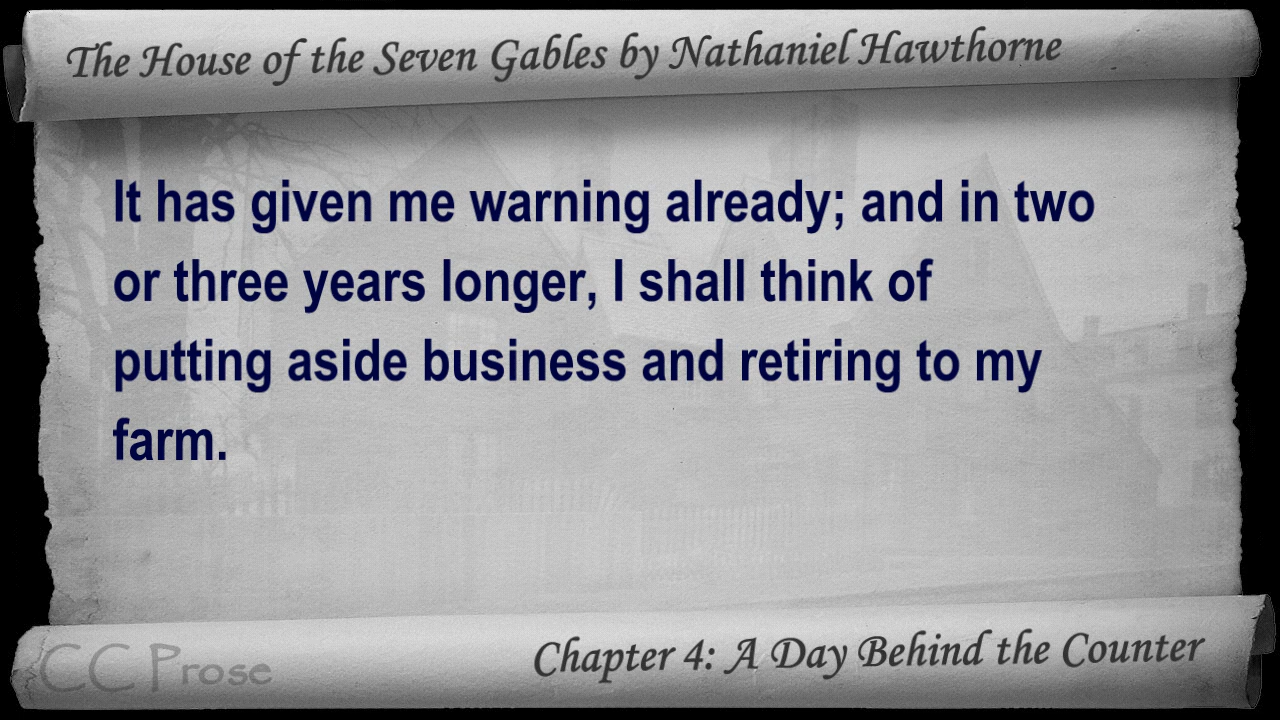 The House of the Seven Gables by Nathaniel Hawthorne
It has given me warning already; and in two
or three years longer, I shall think of
putting aside business and retiring to my
farm.
CC Prose
Chapter 4: A Day Behind the Counter